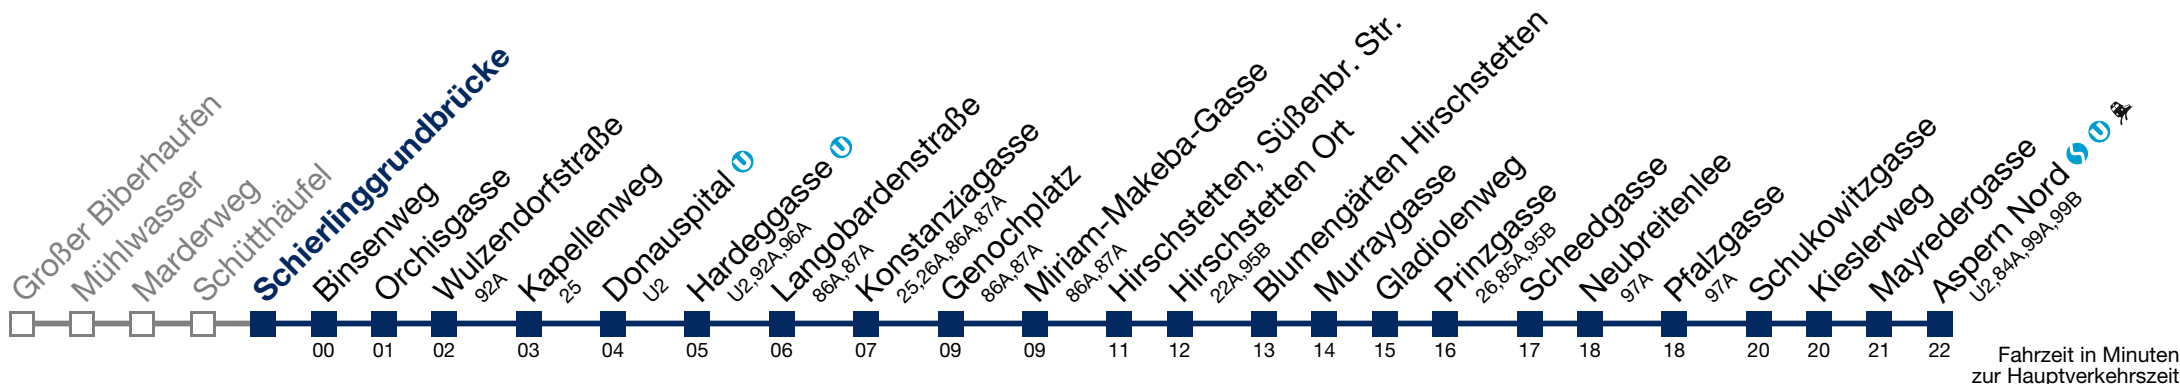 Großer Biberhaufen
Mühlwasser
Marderweg
Schütthäufel
Schierlinggrundbrücke
Binsenweg
00
Orchisgasse
01
Wulzendorfstraße
92A
02
Kapellenweg
25
03
Donauspital U
U2
04
Hardeggasse U
U2,92A,96A
05
Langobardenstraße
86A,87A
06
Konstanziagasse
25,26A,86A,87A
07
Genochplatz
86A,87A
09
Miriam-Makeba-Gasse
86A,87A
09
Hirschstetten, Süßenbr. Str.
11
Hirschstetten Ort
22A,95B
12
Blumengärten Hirschstetten
13
Murraygasse
14
Gladiolenweg
15
Prinzgasse
26,85A,95B
16
Scheedgasse
17
Neubreitenlee
97A
18
Pfalzgasse
97A
18
Schukowitzgasse
20
Kieslerweg
20
Mayredergasse
21
Aspern Nord S U
U2,84A,99A,99B
22
Fahrzeit in Minuten
zur Hauptverkehrszeit